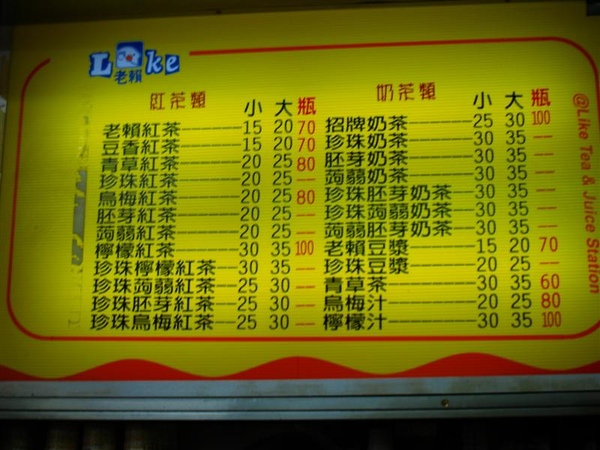 Like
老賴
紅茶類 小 大 瓶
老賴紅茶 15 20 70
豆香紅茶 15 20 70
青草紅茶 20 25 80
珍珠紅茶 20 25 —
烏梅紅茶 20 25 80
胚芽紅茶 20 25 —
蒟蒻紅茶 20 25 —
檸檬紅茶 30 35 100
珍珠檸檬紅茶 30 35 —
珍珠蒟蒻紅茶 25 30 —
珍珠胚芽紅茶 25 30 —
珍珠烏梅紅茶 25 30 —
奶茶類 小 大 瓶
招牌奶茶 25 30 100
珍珠奶茶 30 35 —
胚芽奶茶 30 35 —
蒟蒻奶茶 30 35 —
珍珠胚芽奶茶 30 35 —
珍珠蒟蒻奶茶 30 35 —
蒟蒻胚芽奶茶 30 35 —
老賴豆漿 15 20 70
珍珠豆漿 20 25 —
青草茶 30 35 60
烏梅汁 20 25 80
檸檬汁 30 35 100
@Like Tea & Juice Station